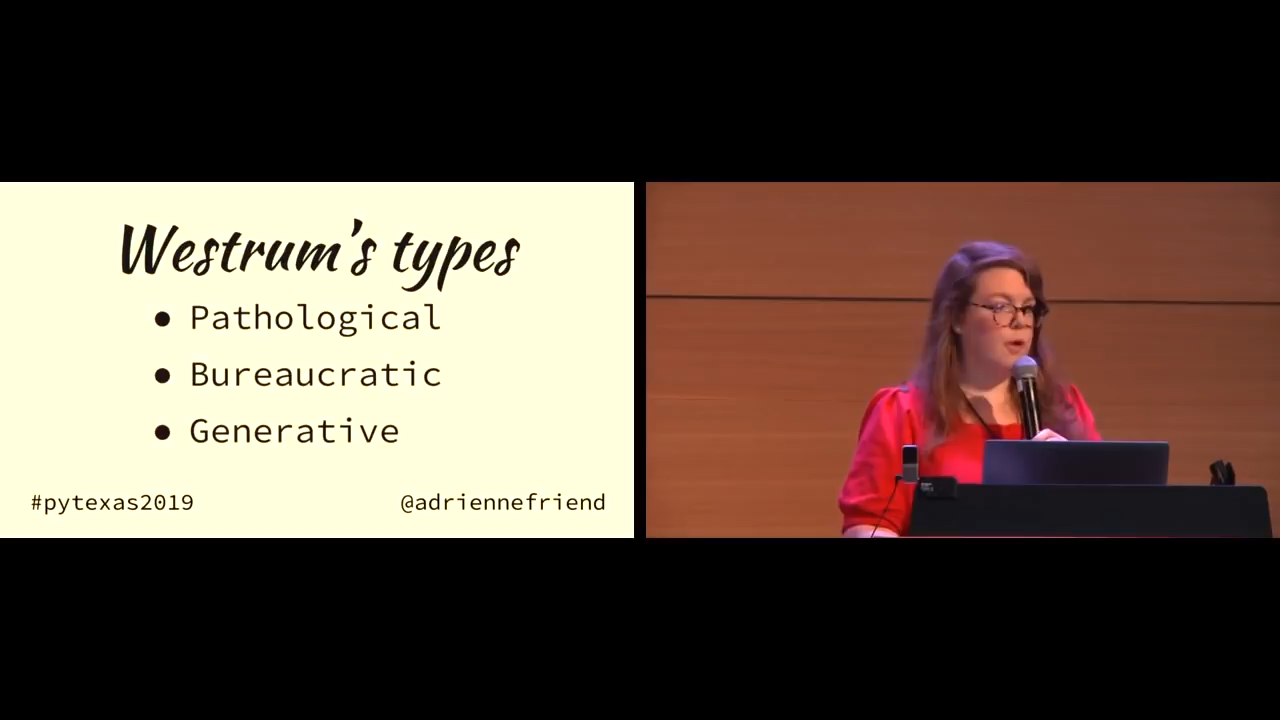 Westrum's types
● Pathological
● Bureaucratic
● Generative
#pytexas2019
@adriennefriend